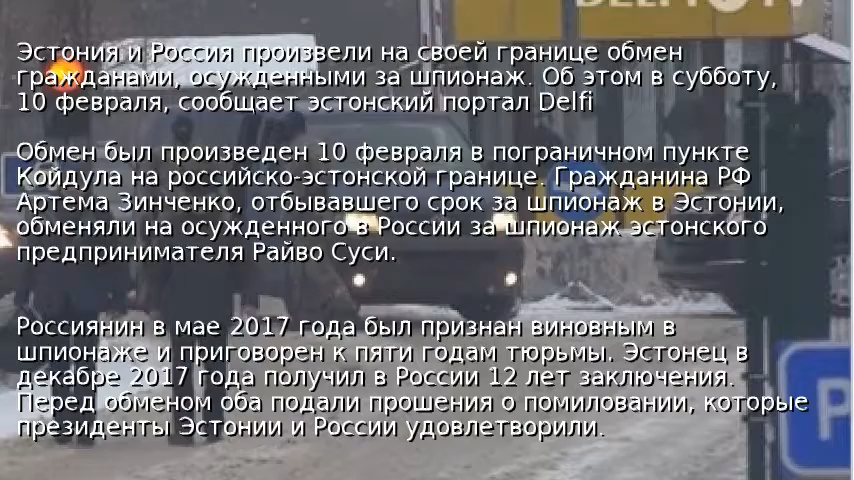 DELFI TV
Эстония и Россия произвели на своей границе обмен
гражданами, осужденными за шпионаж. Об этом в субботу,
10 февраля, сообщает эстонский портал Delfi
Обмен был произведен 10 февраля в пограничном пункте
Койдула на российско-эстонской границе. Гражданина РФ
Артема Зинченко, отбывавшего срок за шпионаж в Эстонии,
обменяли на осужденного в России за шпионаж эстонского
предпринимателя Райво Суси.
Россиянин в мае 2017 года был признан виновным в
шпионаже и приговорен к пяти годам тюрьмы. Эстонец в
декабре 2017 года получил в России 12 лет заключения.
Перед обменом оба подали прошения о помиловании, которые
президенты Эстонии и России удовлетворили.
P